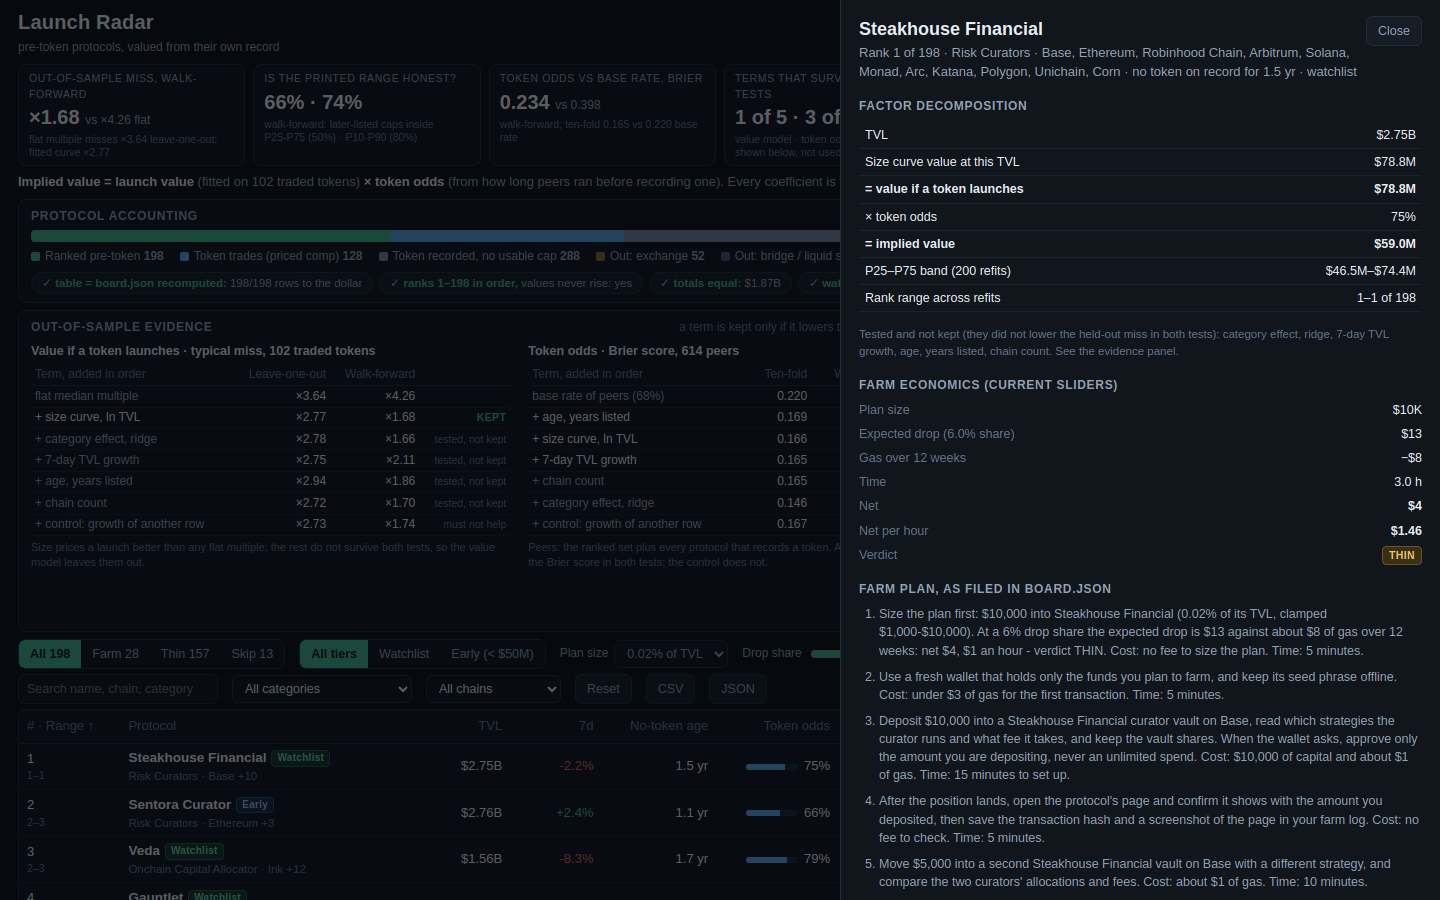 Launch Radar
pre-token protocols, valued from their own record
OUT-OF-SAMPLE MISS, WALK-
FORWARD
×1.68 vs ×4.26 flat
flat multiple misses ×3.64 leave-one-out;
fitted curve ×2.77
IS THE PRINTED RANGE HONEST?
66% · 74%
walk-forward: later-listed caps inside
P25-P75 (50%) · P10-P90 (80%)
TOKEN ODDS VS BASE RATE, BRIER
0.234 vs 0.398
walk-forward; ten-fold 0.165 vs 0.220 base
rate
TERMS THAT SURV
TESTS
1 of 5 · 3 of
value model · token oc
shown below, not used
Implied value = launch value (fitted on 102 traded tokens) × token odds (from how long peers ran before recording one). Every coefficient is
PROTOCOL ACCOUNTING
Ranked pre-token 198 Token trades (priced comp) 128 Token recorded, no usable cap 288 Out: exchange 52 Out: bridge / liquid s
✓ table = board.json recomputed: 198/198 rows to the dollar ✓ ranks 1–198 in order, values never rise: yes ✓ totals equal: $1.87B ✓ wat
OUT-OF-SAMPLE EVIDENCE a term is kept only if it lowers t
Value if a token launches · typical miss, 102 traded tokens
Term, added in order Leave-one-out Walk-forward
flat median multiple ×3.64 ×4.26
+ size curve, ln TVL ×2.77 ×1.68 KEPT
+ category effect, ridge ×2.78 ×1.66 tested, not kept
+ 7-day TVL growth ×2.75 ×2.11 tested, not kept
+ age, years listed ×2.94 ×1.86 tested, not kept
+ chain count ×2.72 ×1.70 tested, not kept
+ control: growth of another row ×2.73 ×1.74 must not help
Size prices a launch better than any flat multiple; the rest do not survive both tests, so the value
model leaves them out.
Token odds · Brier score, 614 peers
Term, added in order Ten-fold W
base rate of peers (68%) 0.220
+ age, years listed 0.169
+ size curve, ln TVL 0.166
+ 7-day TVL growth 0.165
+ chain count 0.165
+ category effect, ridge 0.146
+ control: growth of another row 0.167
Peers: the ranked set plus every protocol that records a token. A
the Brier score in both tests; the control does not.
All 198 Farm 28 Thin 157 Skip 13 All tiers Watchlist Early (< $50M) Plan size 0.02% of TVL Drop share
Search name, chain, category All categories All chains Reset CSV JSON
# · Range ↑ Protocol TVL 7d No-token age Token odds
1 Steakhouse Financial Watchlist $2.75B -2.2% 1.5 yr 75%
1–1 Risk Curators · Base +10
2 Sentora Curator Early $2.76B +2.4% 1.1 yr 66%
2–3 Risk Curators · Ethereum +3
3 Veda Watchlist $1.56B -8.3% 1.7 yr 79%
2–3 Onchain Capital Allocator · Ink +12
4 Gauntlet Watchlist
Steakhouse Financial
Close
Rank 1 of 198 · Risk Curators · Base, Ethereum, Robinhood Chain, Arbitrum, Solana,
Monad, Arc, Katana, Polygon, Unichain, Corn · no token on record for 1.5 yr · watchlist
FACTOR DECOMPOSITION
TVL $2.75B
Size curve value at this TVL $78.8M
= value if a token launches $78.8M
× token odds 75%
= implied value $59.0M
P25–P75 band (200 refits) $46.5M–$74.4M
Rank range across refits 1–1 of 198
Tested and not kept (they did not lower the held-out miss in both tests): category effect, ridge, 7-day TVL
growth, age, years listed, chain count. See the evidence panel.
FARM ECONOMICS (CURRENT SLIDERS)
Plan size $10K
Expected drop (6.0% share) $13
Gas over 12 weeks −$8
Time 3.0 h
Net $4
Net per hour $1.46
Verdict THIN
FARM PLAN, AS FILED IN BOARD.JSON
1. Size the plan first: $10,000 into Steakhouse Financial (0.02% of its TVL, clamped
$1,000-$10,000). At a 6% drop share the expected drop is $13 against about $8 of gas over 12
weeks: net $4, $1 an hour - verdict THIN. Cost: no fee to size the plan. Time: 5 minutes.
2. Use a fresh wallet that holds only the funds you plan to farm, and keep its seed phrase offline.
Cost: under $3 of gas for the first transaction. Time: 5 minutes.
3. Deposit $10,000 into a Steakhouse Financial curator vault on Base, read which strategies the
curator runs and what fee it takes, and keep the vault shares. When the wallet asks, approve only
the amount you are depositing, never an unlimited spend. Cost: $10,000 of capital and about $1
of gas. Time: 15 minutes to set up.
4. After the position lands, open the protocol's page and confirm it shows with the amount you
deposited, then save the transaction hash and a screenshot of the page in your farm log. Cost: no
fee to check. Time: 5 minutes.
5. Move $5,000 into a second Steakhouse Financial vault on Base with a different strategy, and
compare the two curators' allocations and fees. Cost: about $1 of gas. Time: 10 minutes.